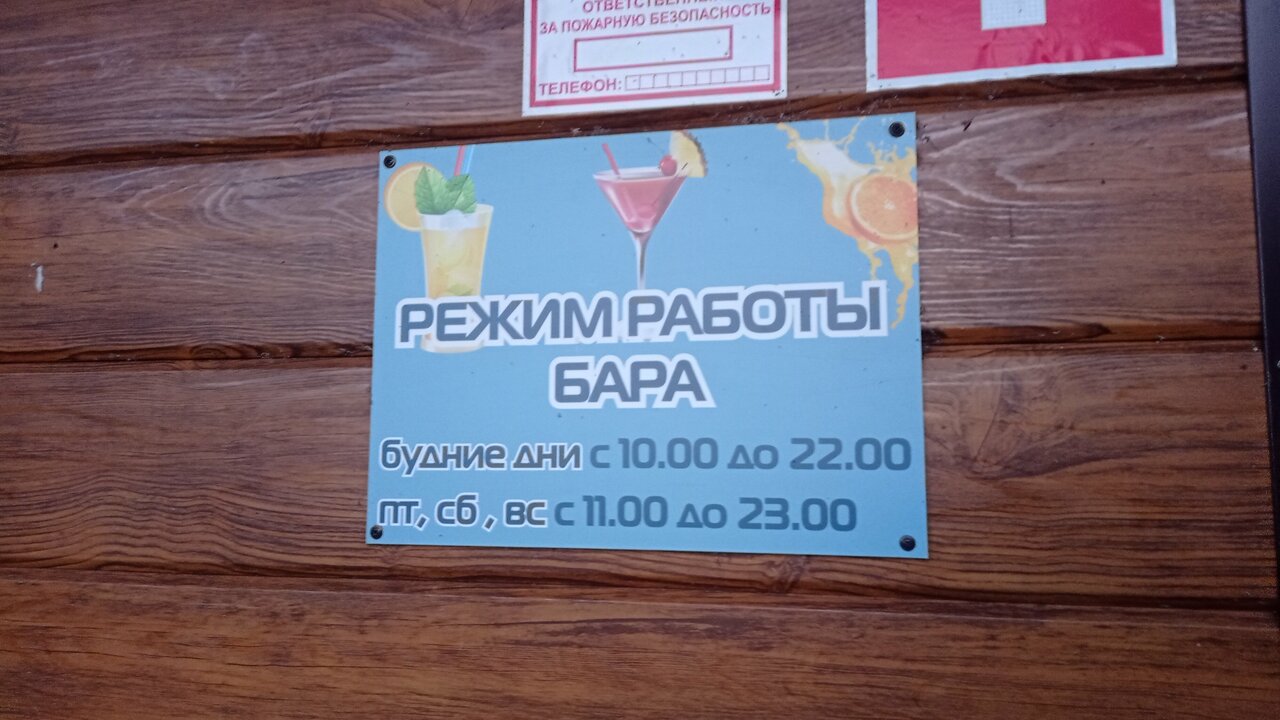 ЗА ПОЖАРНУЮ БЕЗОПАСНОСТЬ
ТЕЛЕФОН:
РЕЖИМ РАБОТЫ
БАРА
будние дни с 10.00 до 22.00
пт, сб , вс с 11.00 до 23.00